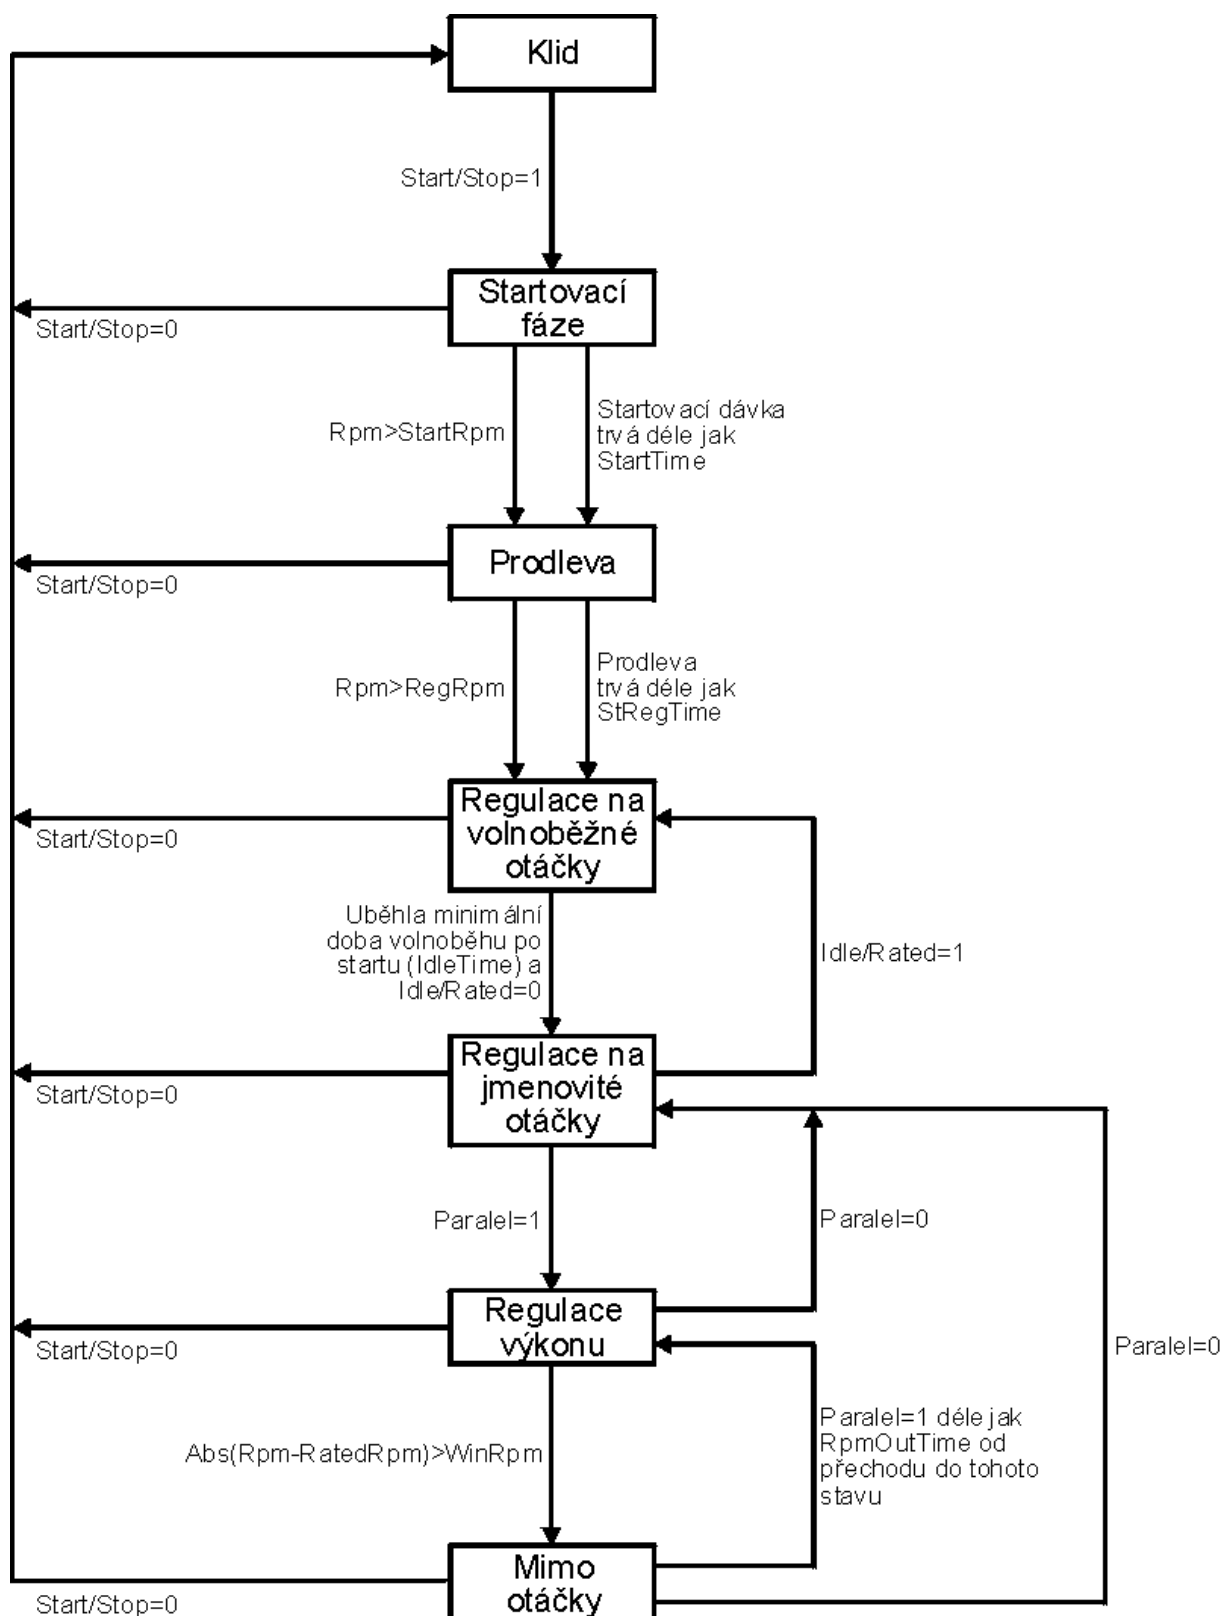 Klid
Start/Stop=1
Startovací
fáze
Start/Stop=0
Rpm>StartRpm
Startovací dávka
trvá déle jak
StartTime
Prodleva
Start/Stop=0
Rpm>RegRpm
Prodleva
trvá déle jak
StRegTime
Regulace na
volnoběžné
otáčky
Start/Stop=0
Uběhla minimální
doba volnoběhu po
startu (IdleTime) a
Idle/Rated=0
Idle/Rated=1
Regulace na
jmenovité
otáčky
Start/Stop=0
Paralel=1
Paralel=0
Regulace
výkonu
Start/Stop=0
Paralel=0
Abs(Rpm-RatedRpm)>WinRpm
Paralel=1 déle jak
RpmOutTime od
přechodu do tohoto
stavu
Mimo
otáčky
Start/Stop=0